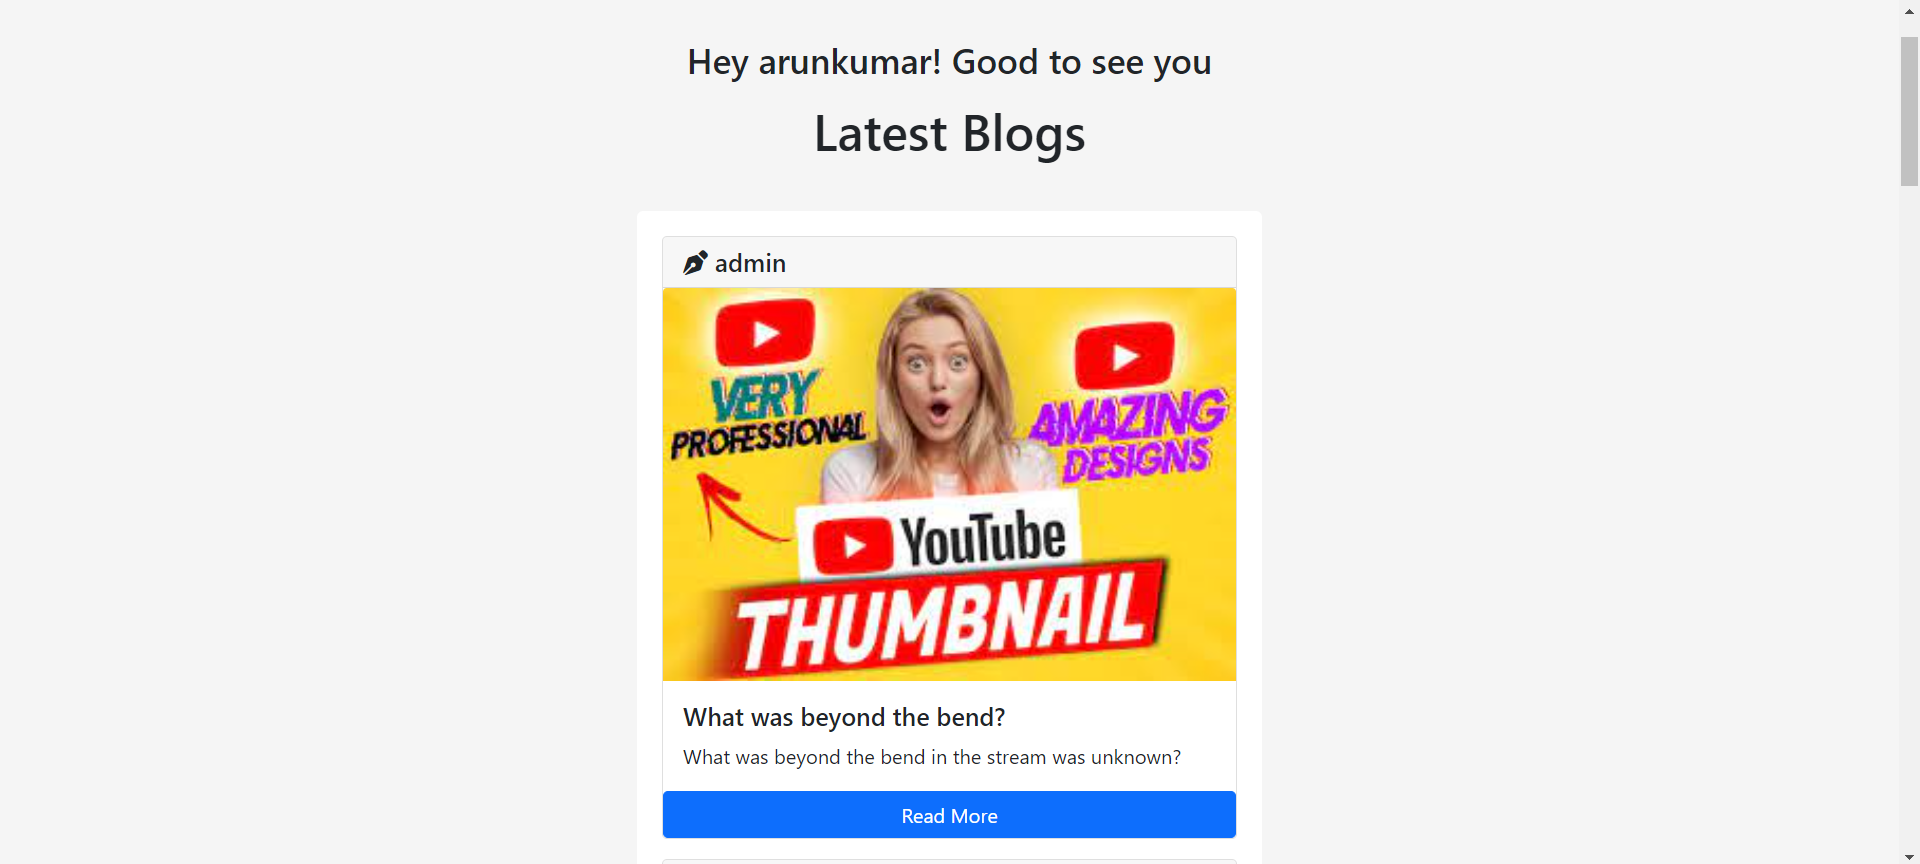 Hey arunkumar! Good to see you
Latest Blogs
admin
VERY
PROFESSIONAL
AMAZING
DESIGNS
YouTube
THUMBNAIL
What was beyond the bend?
What was beyond the bend in the stream was unknown?
Read More